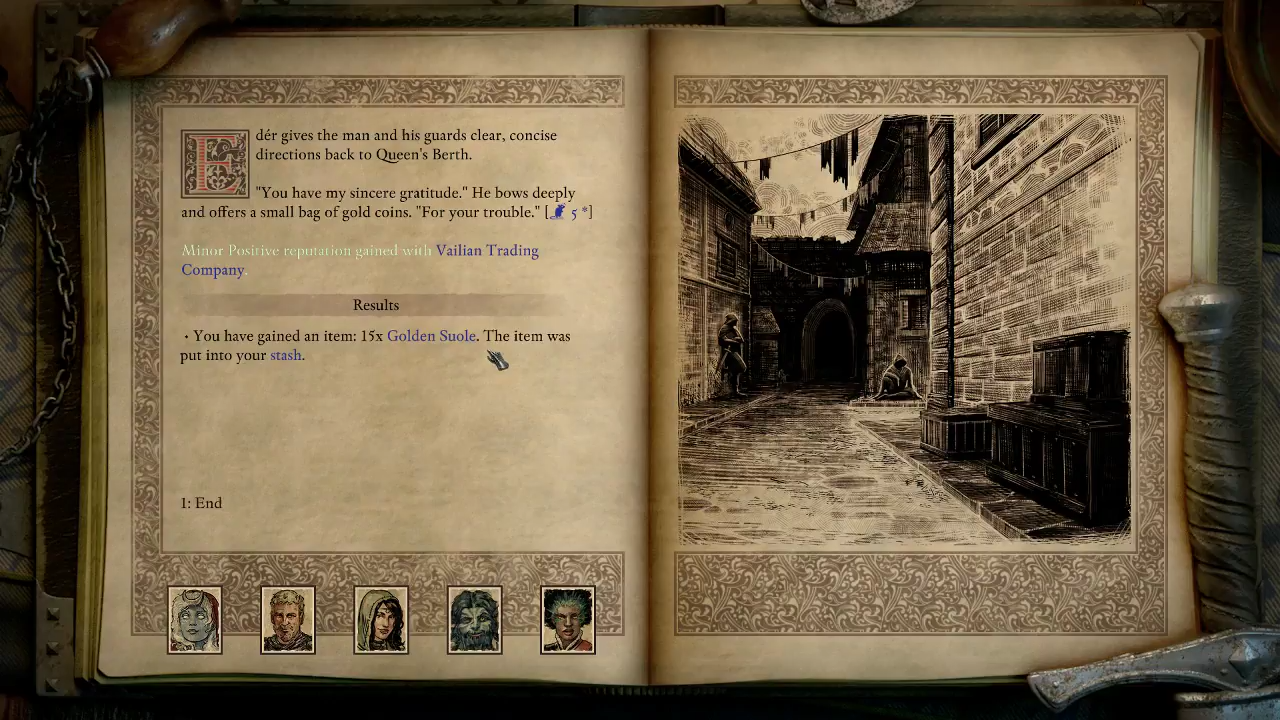 Edér gives the man and his guards clear, concise
directions back to Queen's Berth.
"You have my sincere gratitude." He bows deeply
and offers a small bag of gold coins. "For your trouble." [ 5 *]
Minor Positive reputation gained with Vailian Trading
Company.
Results
• You have gained an item: 15x Golden Suole. The item was
put into your stash.
1: End